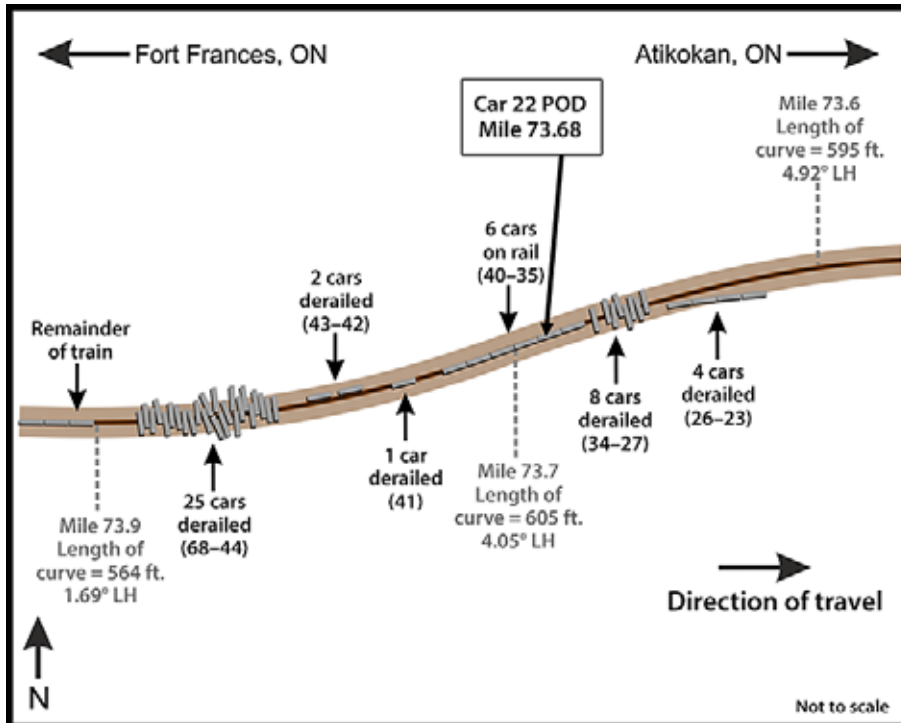 Fort Frances, ON
Atikokan, ON
Car 22 POD
Mile 73.68
Mile 73.6
Length of
curve = 595 ft.
4.92° LH
6 cars
on rail
(40–35)
2 cars
derailed
(43–42)
Remainder
of train
4 cars
derailed
(26–23)
8 cars
derailed
(34–27)
1 car
derailed
(41)
Mile 73.7
Length of
curve = 605 ft.
4.05° LH
25 cars
derailed
(68–44)
Mile 73.9
Length of
curve = 564 ft.
1.69° LH
Direction of travel
N
Not to scale